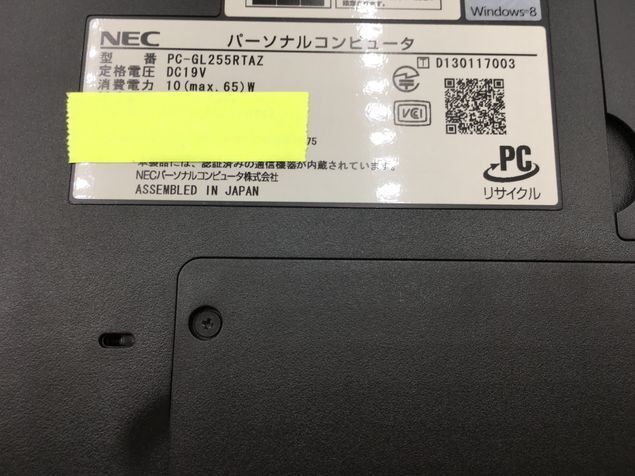 Windows 8
NEC パーソナルコンピュータ
型 番 PC-GL255RTAZ
定格電圧 DC19V
消費電力 10(max.65)W
T D130117003
VCI
75
本製品には、認証済みの通信機器が内蔵されています。
NECパーソナルコンピュータ株式会社
ASSEMBLED IN JAPAN
PC
リサイクル